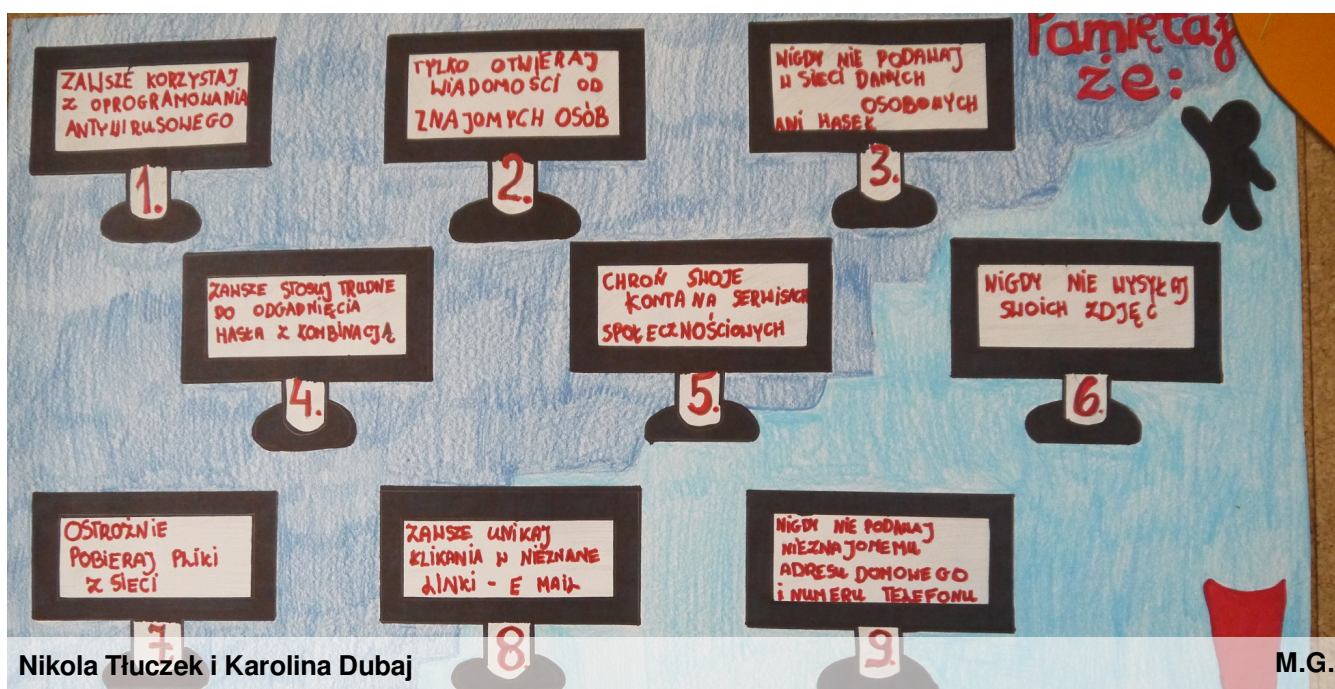 Pamiętaj
że:
ZAWSZE KORZYSTAJ
Z OPROGRAMOWANIA
ANTYWIRUSOWEGO
1.
TYLKO OTWIERAJ
WIADOMOŚCI OD
ZNAJOMYCH OSÓB
2.
NIGDY NIE PODAWAJ
W SIECI DANYCH
OSOBOWYCH
ANI HASEŁ
3.
ZAWSZE STOSUJ TRUDNE
DO ODGADNIĘCIA
HASŁA Z KOMBINACJĄ
4.
CHROŃ SWOJE
KONTA NA SERWISACH
SPOŁECZNOŚCIOWYCH
5.
NIGDY NIE WYSYŁAJ
SWOICH ZDJĘĆ
6.
OSTROŻNIE
POBIERAJ PLIKI
Z SIECI
7.
ZAWSZE UNIKAJ
KLIKANIA W NIEZNANE
LINKI - E MAIL
8.
NIGDY NIE PODAWAJ
NIEZNAJOMEMU
ADRESU DOMOWEGO
I NUMERU TELEFONU
9.
Nikola Tłuczek i Karolina Dubaj
M.G.